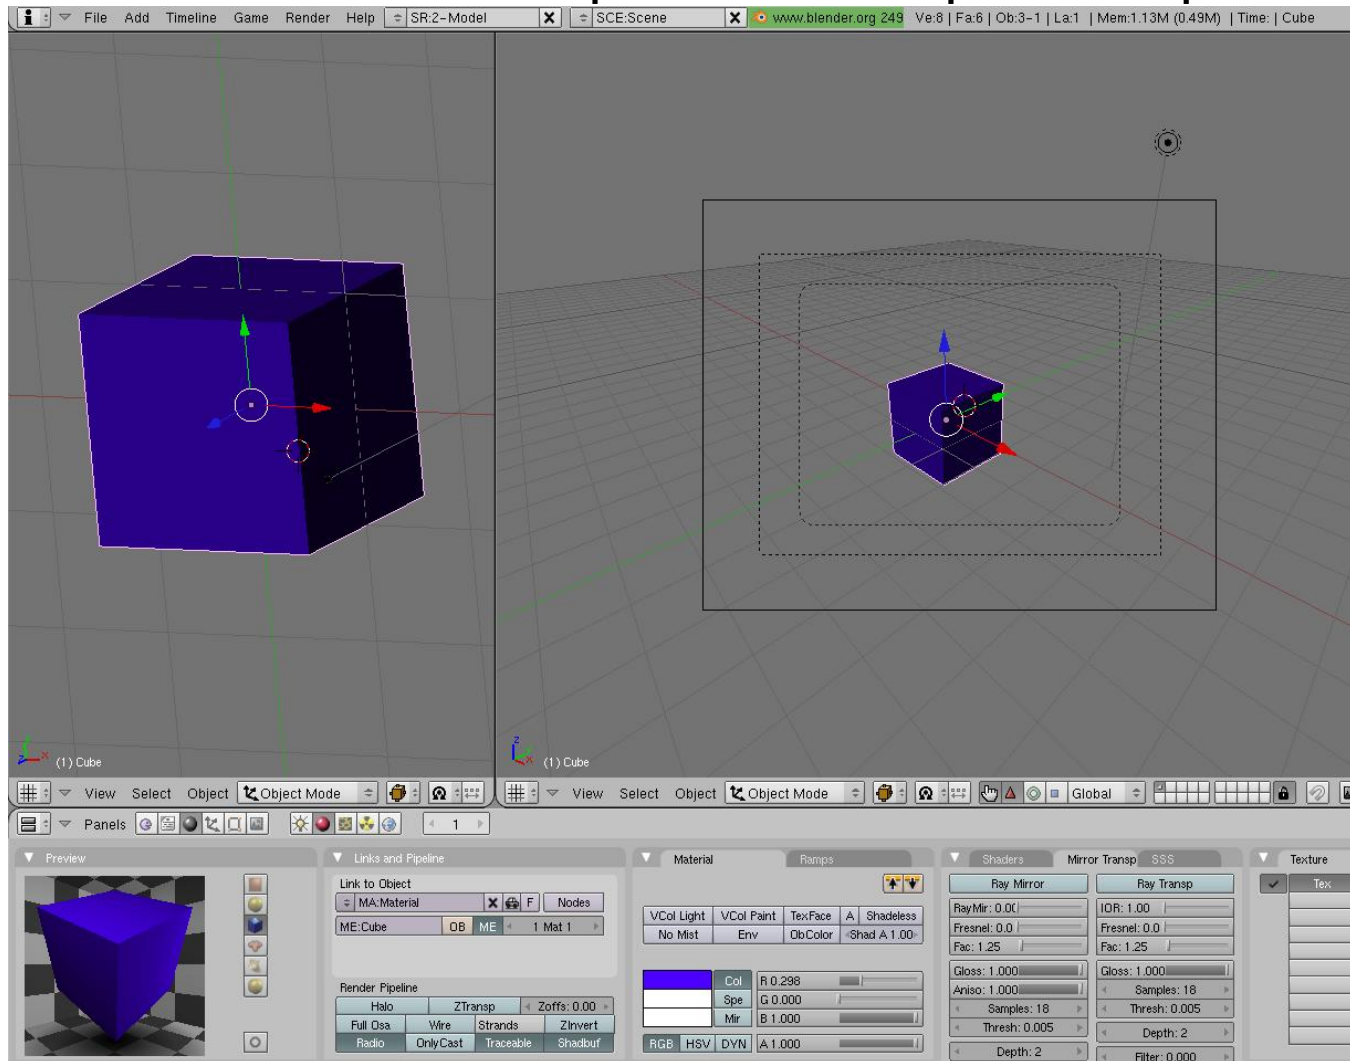 File Add Timeline Game Render Help SR:2-Model SCE:Scene www.blender.org 249 Ve:8 | Fa:6 | Ob:3-1 | La:1 | Mem:1.13M (0.49M) | Time: | Cube
(1) Cube
z x
(1) Cube
View Select Object Object Mode
View Select Object Object Mode Global
Panels 1
Preview
Links and Pipeline
Link to Object
MA:Material F Nodes
ME:Cube OB ME 1 Mat 1
Render Pipeline
Halo ZTransp Zoffs: 0.00
Full Osa Wire Strands ZInvert
Radio OnlyCast Traceable Shadbuf
Material Ramps
VCol Light VCol Paint TexFace A Shadeless
No Mist Env ObColor Shad A 1.00
Col R 0.298
Spe G 0.000
Mir B 1.000
RGB HSV DYN A 1.000
Shaders Mirror Transp SSS
Ray Mirror
RayMir: 0.00
Fresnel: 0.0
Fac: 1.25
Gloss: 1.000
Aniso: 1.000
Samples: 18
Thresh: 0.005
Depth: 2
Ray Transp
IOR: 1.00
Fresnel: 0.0
Fac: 1.25
Gloss: 1.000
Samples: 18
Thresh: 0.005
Depth: 2
Filter: 0.000
Texture
Tex